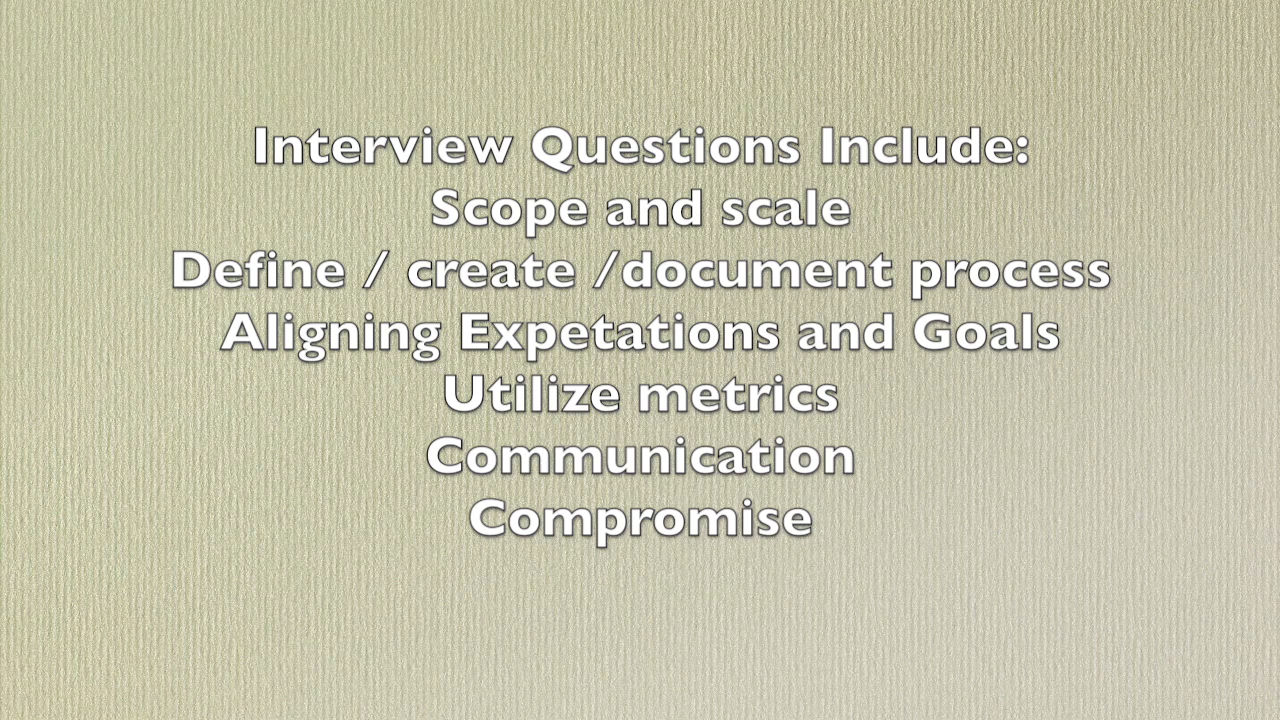 Interview Questions Include:
Scope and scale
Define / create /document process
Aligning Expetations and Goals
Utilize metrics
Communication
Compromise